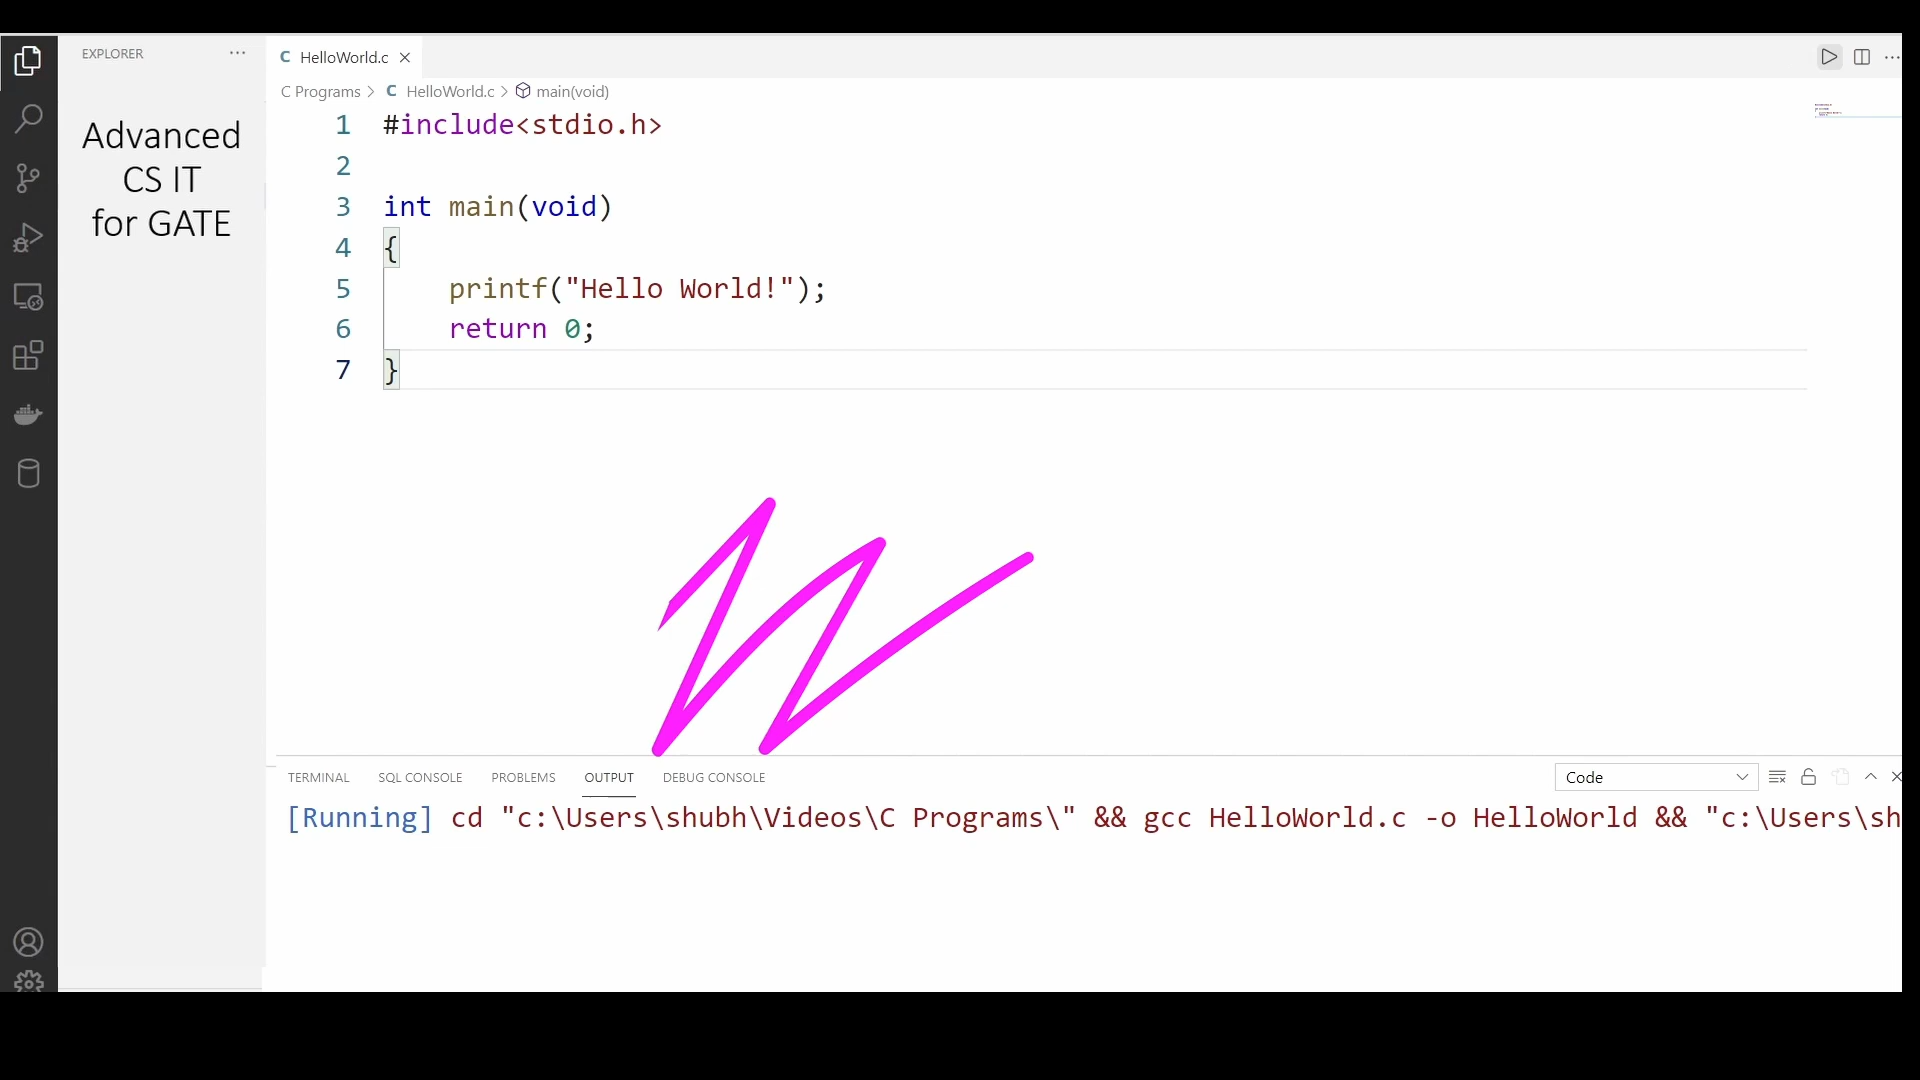 EXPLORER
Advanced
CS IT
for GATE
C HelloWorld.c
C Programs > C HelloWorld.c > main(void)
1 #include<stdio.h>
2
3 int main(void)
4 {
5     printf("Hello World!");
6     return 0;
7 }
TERMINAL SQL CONSOLE PROBLEMS OUTPUT DEBUG CONSOLE
Code
[Running] cd "c:\Users\shubh\Videos\C Programs\" && gcc HelloWorld.c -o HelloWorld && "c:\Users\sh